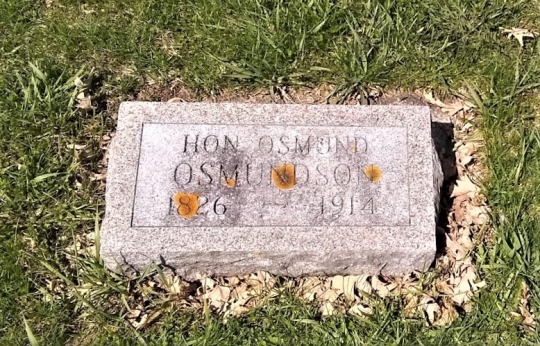 HON OSMUND
OSMUNDSON
1826 - 1914